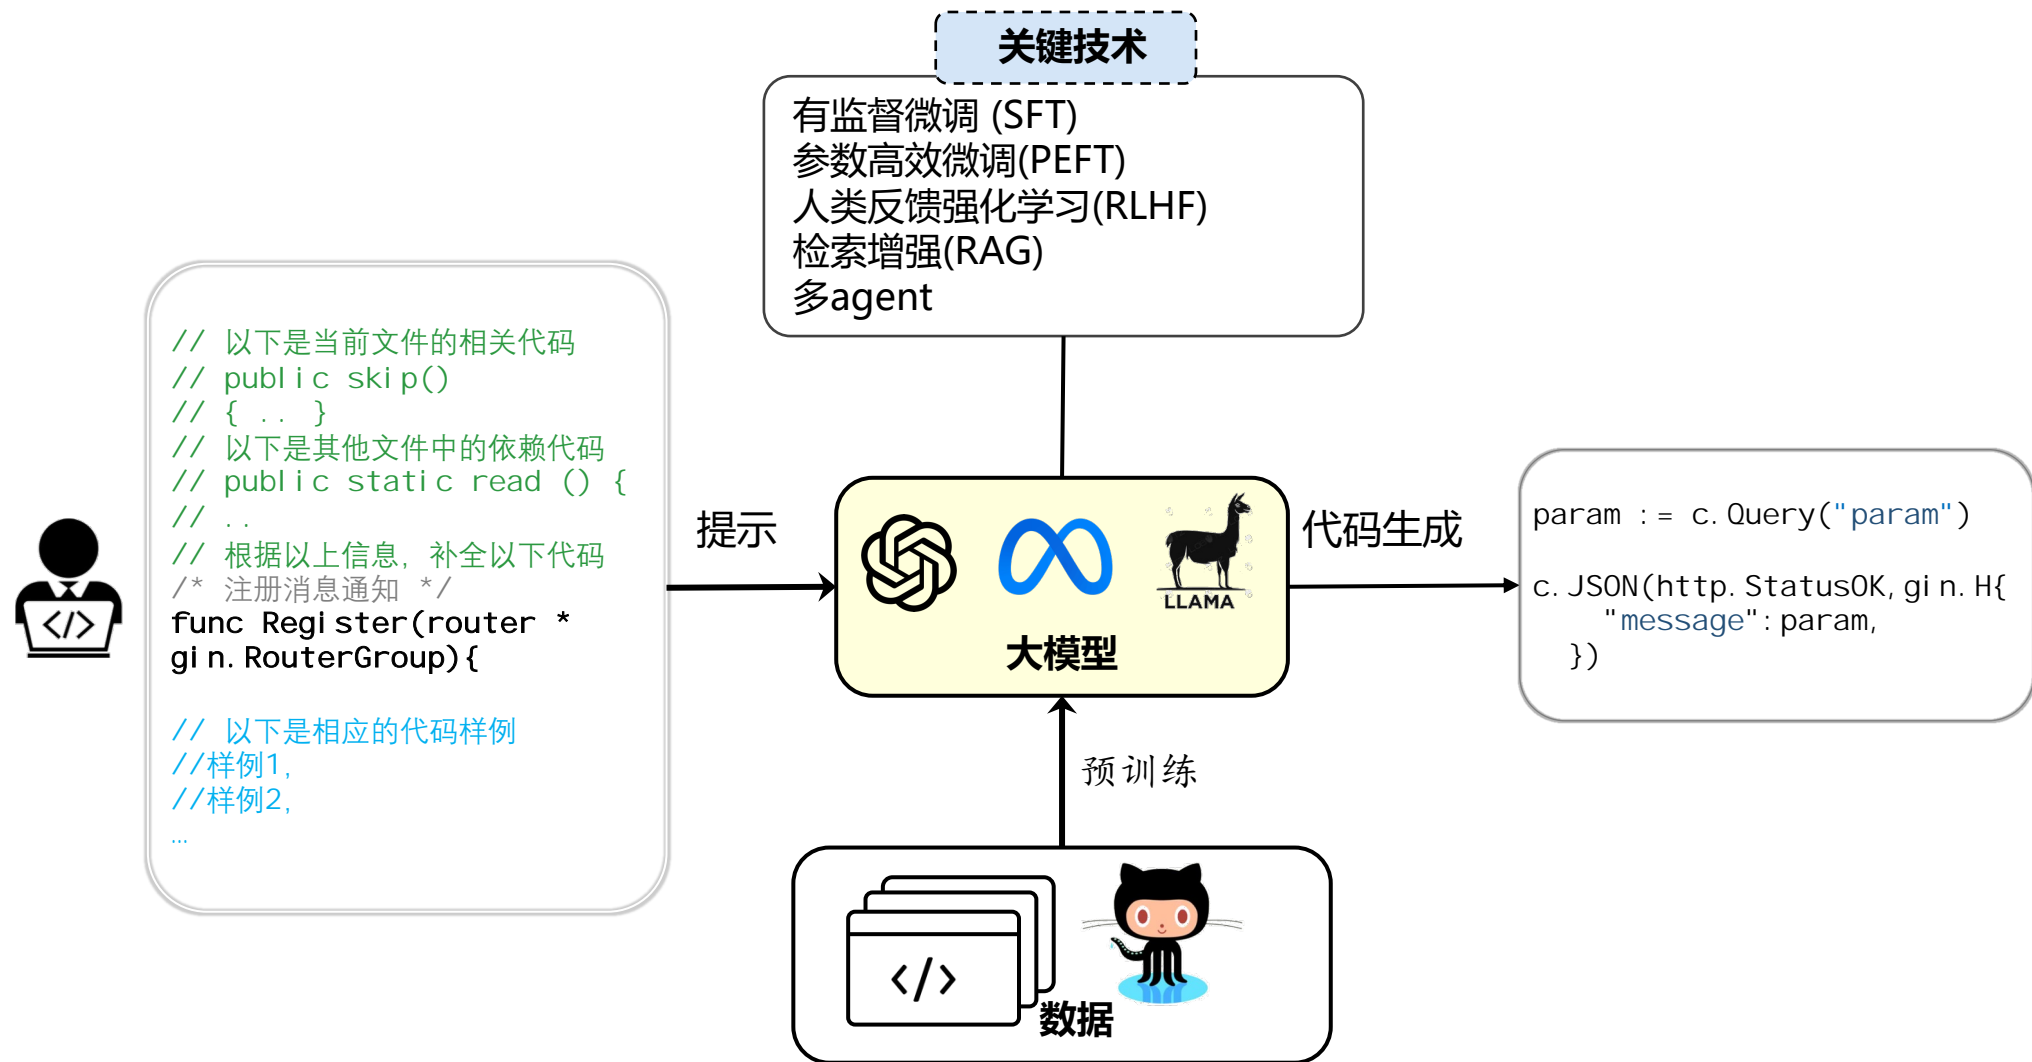 关键技术
有监督微调 (SFT)
参数高效微调(PEFT)
人类反馈强化学习(RLHF)
检索增强(RAG)
多agent
// 以下是当前文件的相关代码
// public skip()
// { .. }
// 以下是其他文件中的依赖代码
// public static read () {
// ..
// 根据以上信息, 补全以下代码
/* 注册消息通知 */
func Register(router *
gin.RouterGroup){
// 以下是相应的代码样例
//样例1,
//样例2,
…
</>
提示
LLAMA
大模型
代码生成
param := c.Query("param")
c.JSON(http.StatusOK,gin.H{
"message":param,
})
预训练
</>
数据